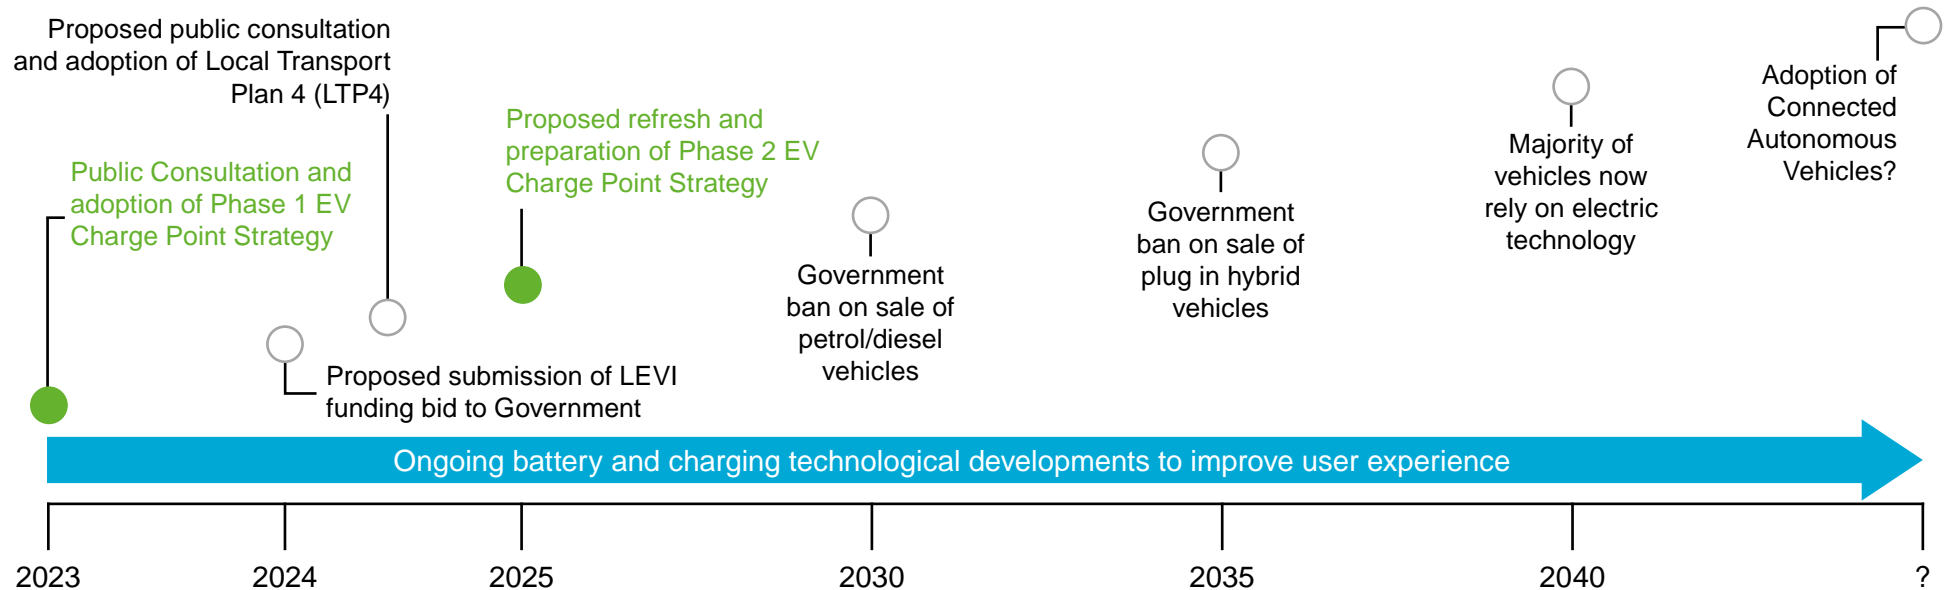 Proposed public consultation
and adoption of Local Transport
Plan 4 (LTP4)
Public Consultation and
adoption of Phase 1 EV
Charge Point Strategy
Proposed submission of LEVI
funding bid to Government
Proposed refresh and
preparation of Phase 2 EV
Charge Point Strategy
Government
ban on sale of
petrol/diesel
vehicles
Government
ban on sale of
plug in hybrid
vehicles
Majority of
vehicles now
rely on electric
technology
Adoption of
Connected
Autonomous
Vehicles?
Ongoing battery and charging technological developments to improve user experience
2023 2024 2025 2030 2035 2040 ?